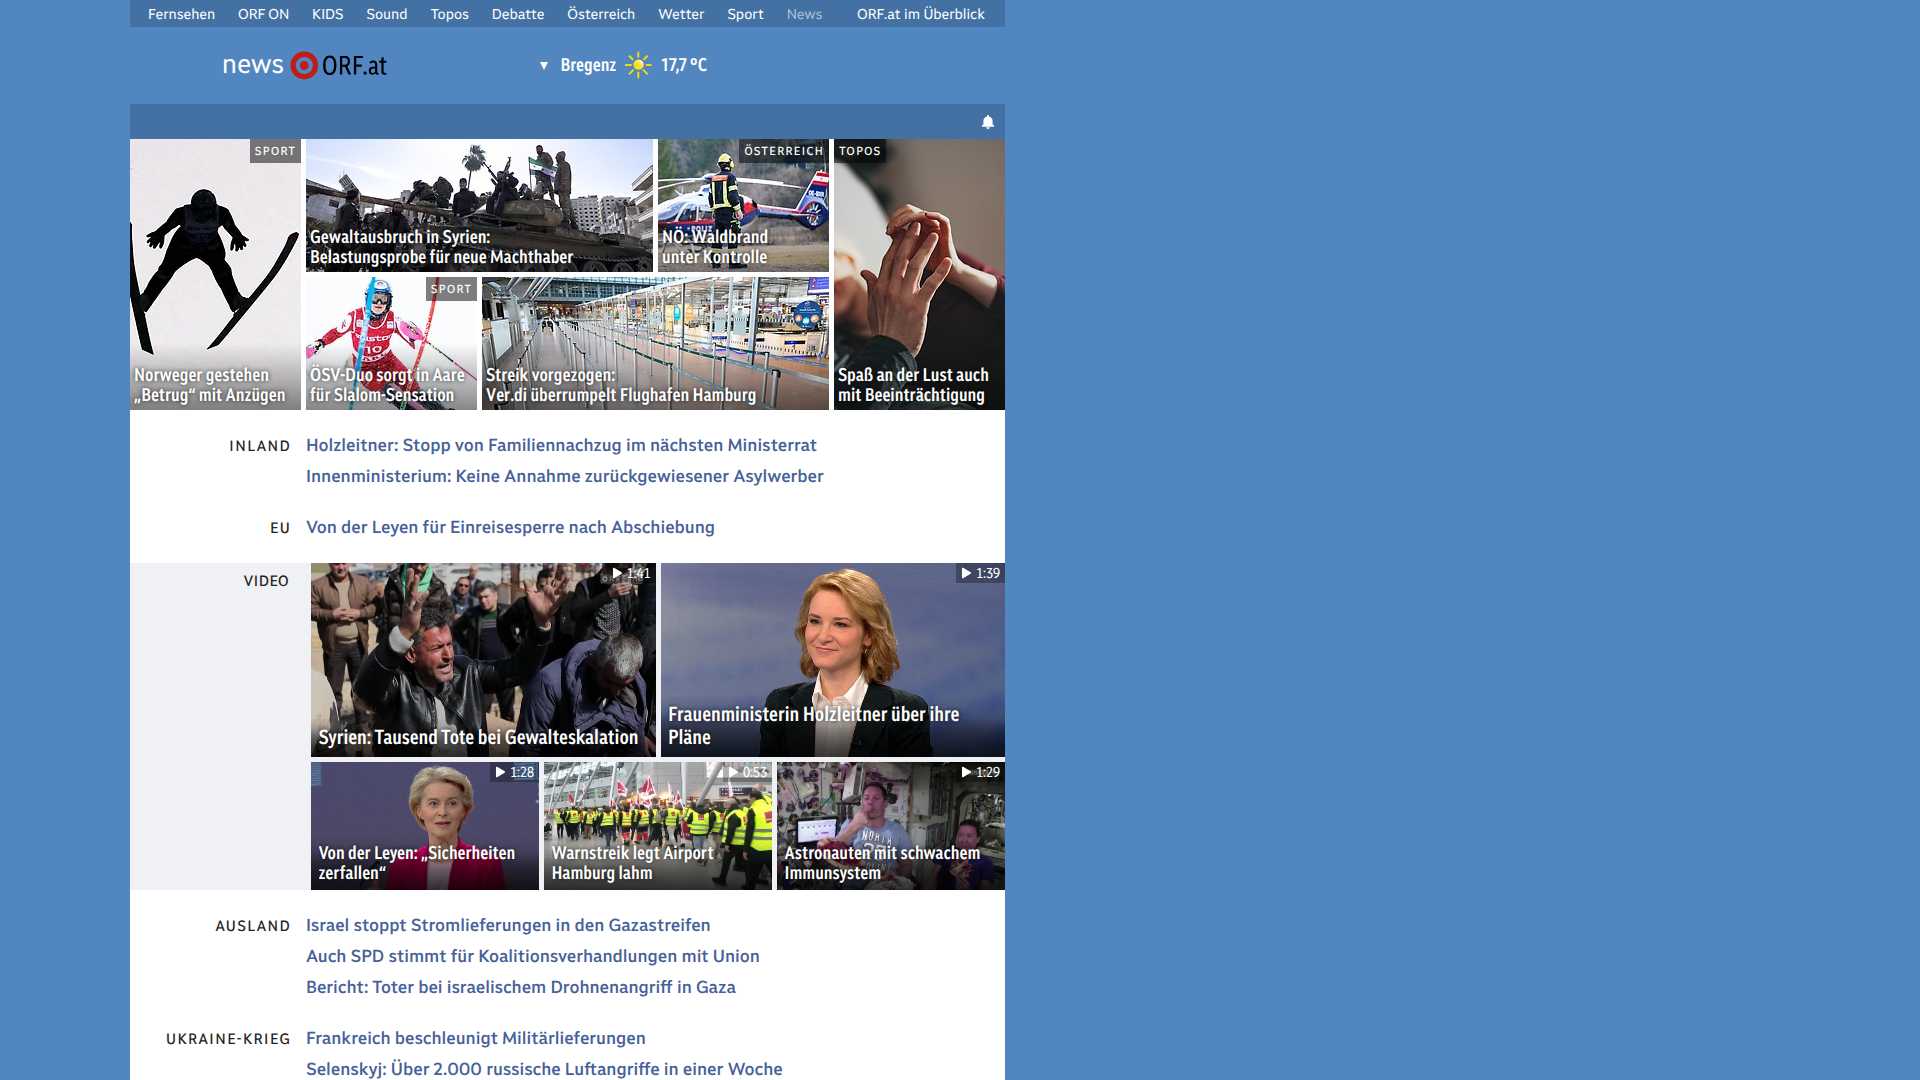 Fernsehen ORF ON KIDS Sound Topos Debatte Österreich Wetter Sport News ORF.at im Überblick
news ORF.at
Bregenz 17,7 °C
SPORT
Norweger gestehen
„Betrug“ mit Anzügen
Gewaltausbruch in Syrien:
Belastungsprobe für neue Machthaber
ÖSTERREICH
NÖ: Waldbrand
unter Kontrolle
TOPOS
Spaß an der Lust auch
mit Beeinträchtigung
SPORT
ÖSV-Duo sorgt in Aare
für Slalom-Sensation
Streik vorgezogen:
Ver.di überrumpelt Flughafen Hamburg
INLAND
Holzleitner: Stopp von Familiennachzug im nächsten Ministerrat
Innenministerium: Keine Annahme zurückgewiesener Asylwerber
EU
Von der Leyen für Einreisesperre nach Abschiebung
VIDEO
1:41
Syrien: Tausend Tote bei Gewalteskalation
1:39
Frauenministerin Holzleitner über ihre
Pläne
1:28
Von der Leyen: „Sicherheiten
zerfallen“
0:53
Warnstreik legt Airport
Hamburg lahm
1:29
Astronauten mit schwachem
Immunsystem
AUSLAND
Israel stoppt Stromlieferungen in den Gazastreifen
Auch SPD stimmt für Koalitionsverhandlungen mit Union
Bericht: Toter bei israelischem Drohnenangriff in Gaza
UKRAINE-KRIEG
Frankreich beschleunigt Militärlieferungen
Selenskyj: Über 2.000 russische Luftangriffe in einer Woche